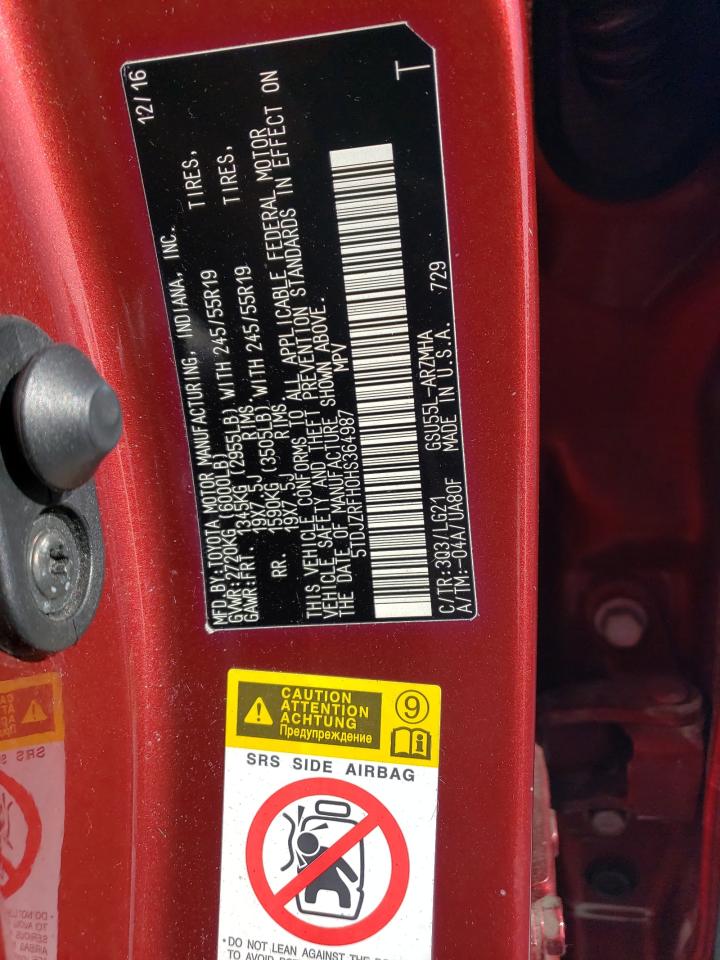 12/16
MFD.BY:TOYOTA MOTOR MANUFACTURING, INDIANA, INC.
GVWR:2720KG(6000LB)
GAWR:FRT. 1345KG (2955LB) WITH 245/55R19 TIRES,
19X7.5J RIMS
RR. 1590KG (3505LB) WITH 245/55R19 TIRES,
19X7.5J RIMS
THIS VEHICLE CONFORMS TO ALL APPLICABLE FEDERAL MOTOR
VEHICLE SAFETY AND THEFT PREVENTION STANDARDS IN EFFECT ON
THE DATE OF MANUFACTURE SHOWN ABOVE.
5TDJZRFH0HS364987 MPV
T
C/TR:303/LG21 GSU55L-ARZMHA
A/TM:-04A/UA80F MADE IN U.S.A. 729
CAUTION
ATTENTION
ACHTUNG
Предупреждение
9
i
SRS SIDE AIRBAG
• DO NOT LEAN AGAINST THE
TO AVOID